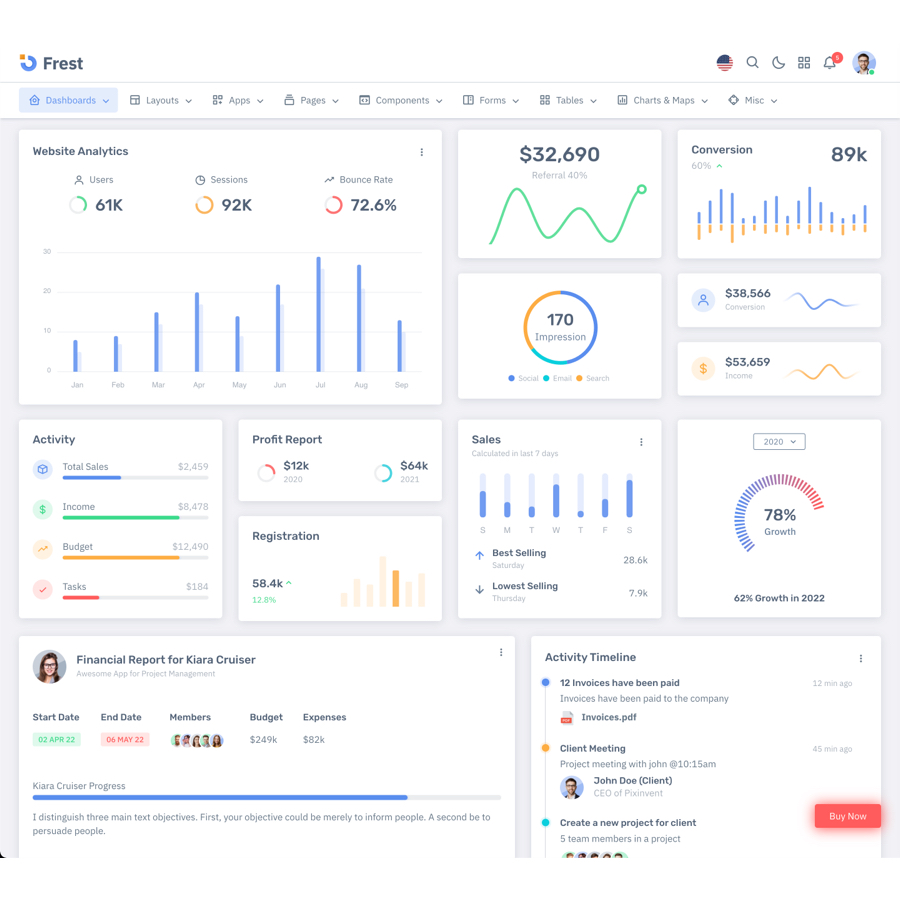 Frest
5
Dashboards Layouts Apps Pages Components Forms Tables Charts & Maps Misc
Website Analytics
Users Sessions Bounce Rate
61K 92K 72.6%
30
20
10
0
Jan Feb Mar Apr May Jun Jul Aug Sep
$32,690
Referral 40%
Conversion 89k
60%
170
Impression
Social Email Search
$38,566
Conversion
$53,659
Income
Activity
Total Sales $2,459
Income $8,478
Budget $12,490
Tasks $184
Profit Report
$12k $64k
2020 2021
Registration
58.4k
12.8%
Sales
Calculated in last 7 days
S M T W T F S
Best Selling
Saturday
28.6k
Lowest Selling
Thursday
7.9k
2020
78%
Growth
62% Growth in 2022
Financial Report for Kiara Cruiser
Awesome App for Project Management
Start Date End Date Members Budget Expenses
02 APR 22 06 MAY 22 $249k $82k
Kiara Cruiser Progress
I distinguish three main text objectives. First, your objective could be merely to inform people. A second be to
persuade people.
Activity Timeline
12 Invoices have been paid 12 min ago
Invoices have been paid to the company
PDF Invoices.pdf
Client Meeting 45 min ago
Project meeting with john @10:15am
John Doe (Client)
CEO of Pixinvent
Create a new project for client
5 team members in a project
Buy Now